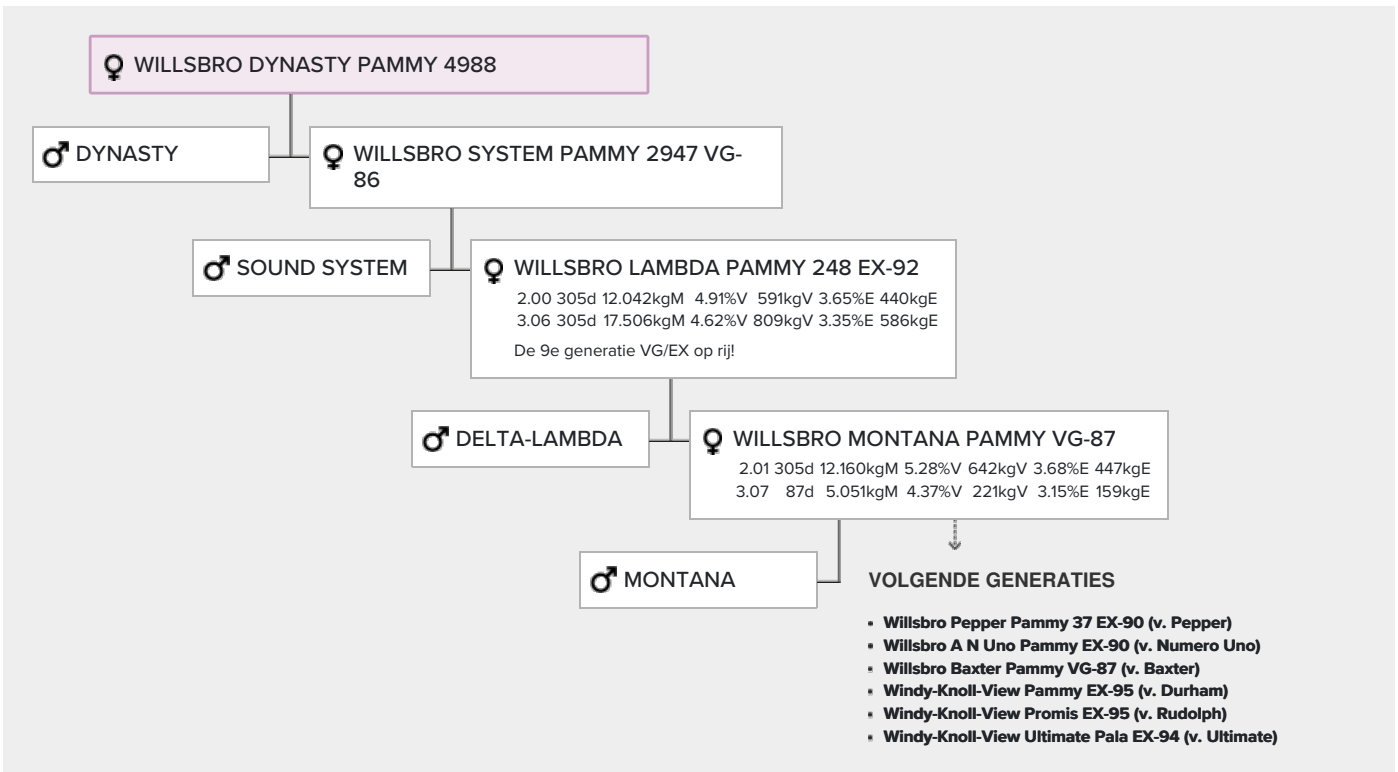 WILLSBRO DYNASTY PAMMY 4988
DYNASTY
WILLSBRO SYSTEM PAMMY 2947 VG-
86
SOUND SYSTEM
WILLSBRO LAMBDA PAMMY 248 EX-92
2.00 305d 12.042kgM 4.91%V 591kgV 3.65%E 440kgE
3.06 305d 17.506kgM 4.62%V 809kgV 3.35%E 586kgE
De 9e generatie VG/EX op rij!
DELTA-LAMBDA
WILLSBRO MONTANA PAMMY VG-87
2.01 305d 12.160kgM 5.28%V 642kgV 3.68%E 447kgE
3.07 87d 5.051kgM 4.37%V 221kgV 3.15%E 159kgE
MONTANA
VOLGENDE GENERATIES
Willsbro Pepper Pammy 37 EX-90 (v. Pepper)
Willsbro A N Uno Pammy EX-90 (v. Numero Uno)
Willsbro Baxter Pammy VG-87 (v. Baxter)
Windy-Knoll-View Pammy EX-95 (v. Durham)
Windy-Knoll-View Promis EX-95 (v. Rudolph)
Windy-Knoll-View Ultimate Pala EX-94 (v. Ultimate)